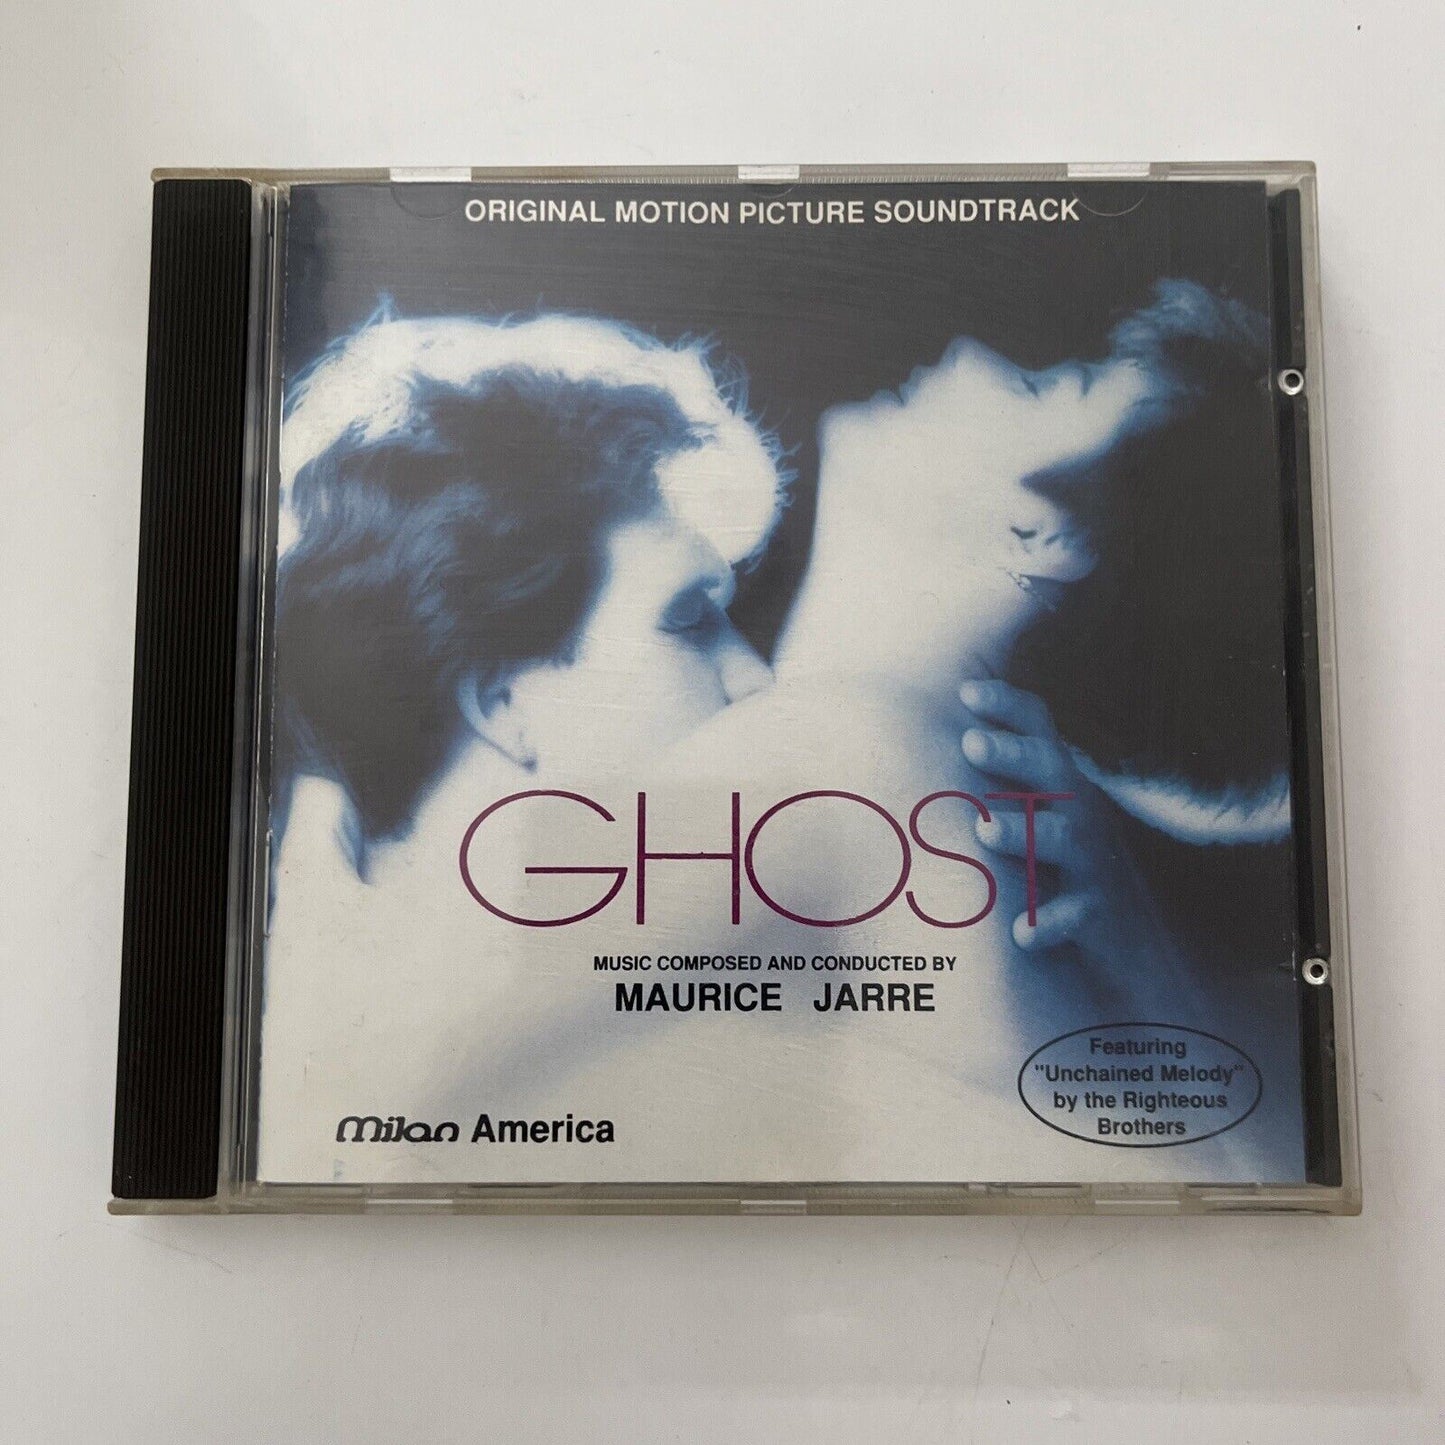 ORIGINAL MOTION PICTURE SOUNDTRACK
GHOST
MUSIC COMPOSED AND CONDUCTED BY
MAURICE JARRE
Featuring
"Unchained Melody"
by the Righteous
Brothers
milan America